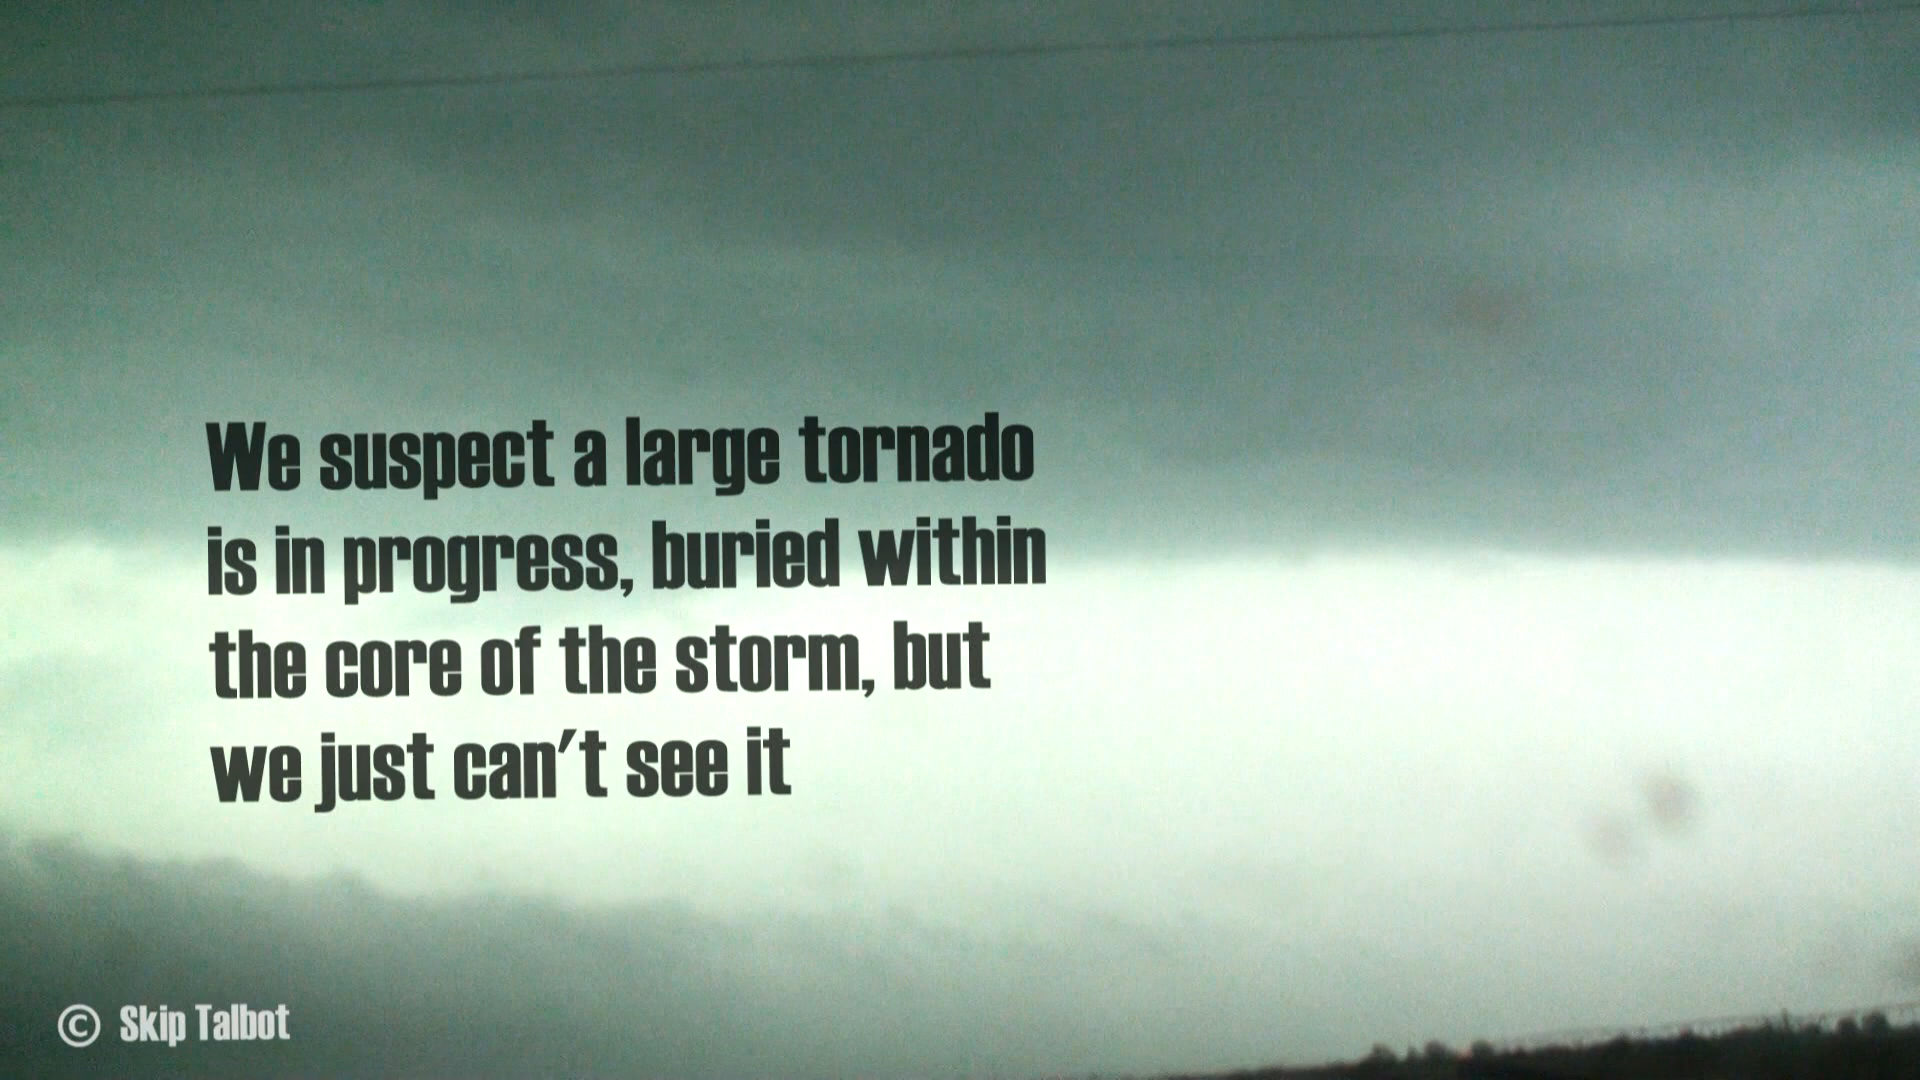 We suspect a large tornado
is in progress, buried within
the core of the storm, but
we just can't see it
© Skip Talbot